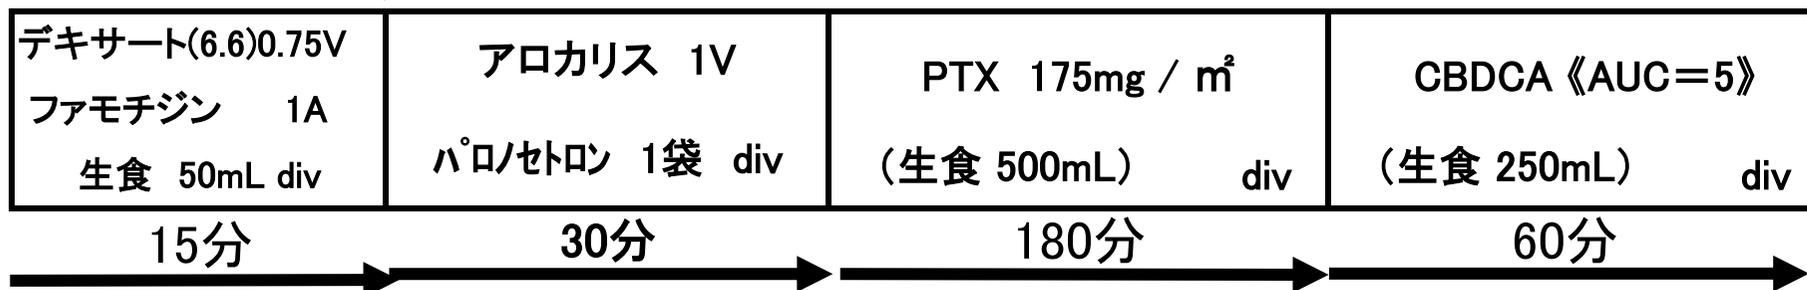 デキサート(6.6)0.75V
ファモチジン 1A
生食 50mL div
アロカリス 1V
パロノセトロン 1袋 div
PTX 175mg / ㎡
(生食 500mL) div
CBDCA《AUC=5》
(生食 250mL) div
15分
30分
180分
60分